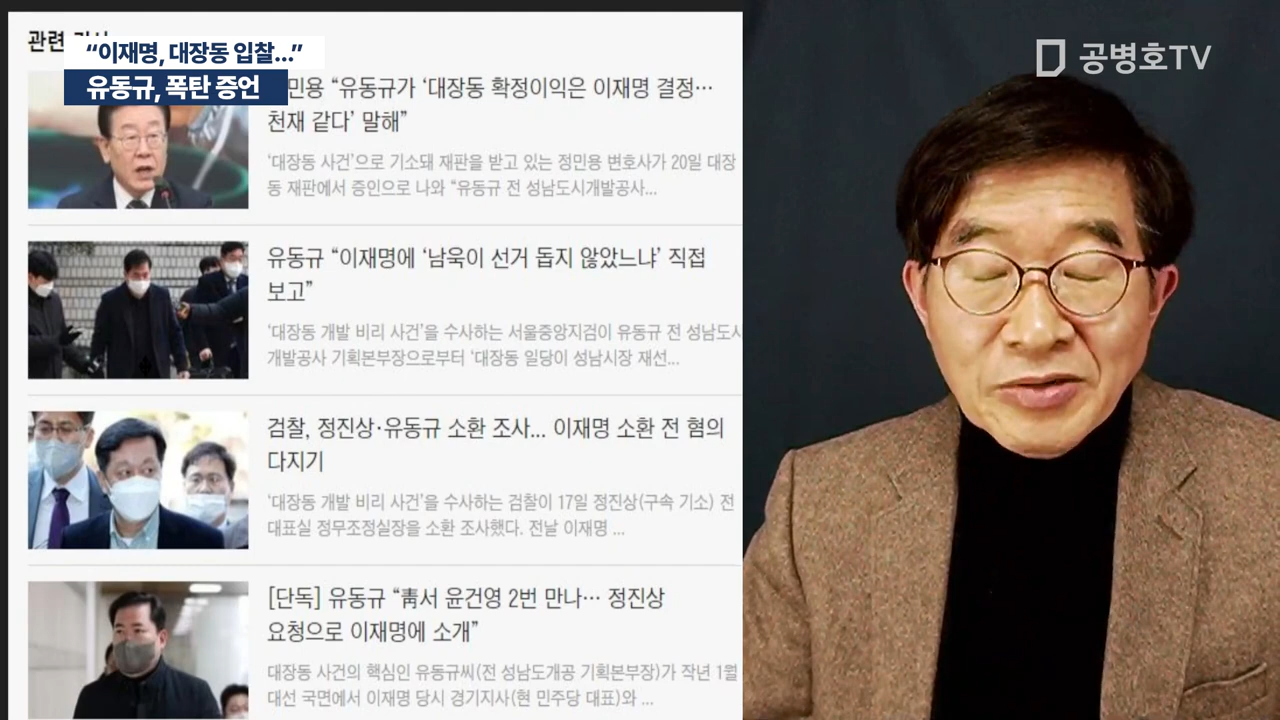 관련
“이재명, 대장동 입찰...”
유동규, 폭탄 증언
민용 “유동규가 ‘대장동 확정이익은 이재명 결정…
천재 같다’ 말해”
‘대장동 사건’으로 기소돼 재판을 받고 있는 정민용 변호사가 20일 대장
동 재판에서 증인으로 나와 “유동규 전 성남도시개발공사...
유동규 “이재명에 ‘남욱이 선거 돕지 않았느냐’ 직접
보고”
‘대장동 개발 비리 사건’을 수사하는 서울중앙지검이 유동규 전 성남도시
개발공사 기획본부장으로부터 ‘대장동 일당이 성남시장 재선...
검찰, 정진상·유동규 소환 조사... 이재명 소환 전 혐의
다지기
‘대장동 개발 비리 사건’을 수사하는 검찰이 17일 정진상(구속 기소) 전
대표실 정무조정실장을 소환 조사했다. 전날 이재명 ...
[단독] 유동규 “靑서 윤건영 2번 만나… 정진상
요청으로 이재명에 소개”
대장동 사건의 핵심인 유동규씨(전 성남도개공 기획본부장)가 작년 1월
대선 국면에서 이재명 당시 경기지사(현 민주당 대표)와 ...
공병호TV